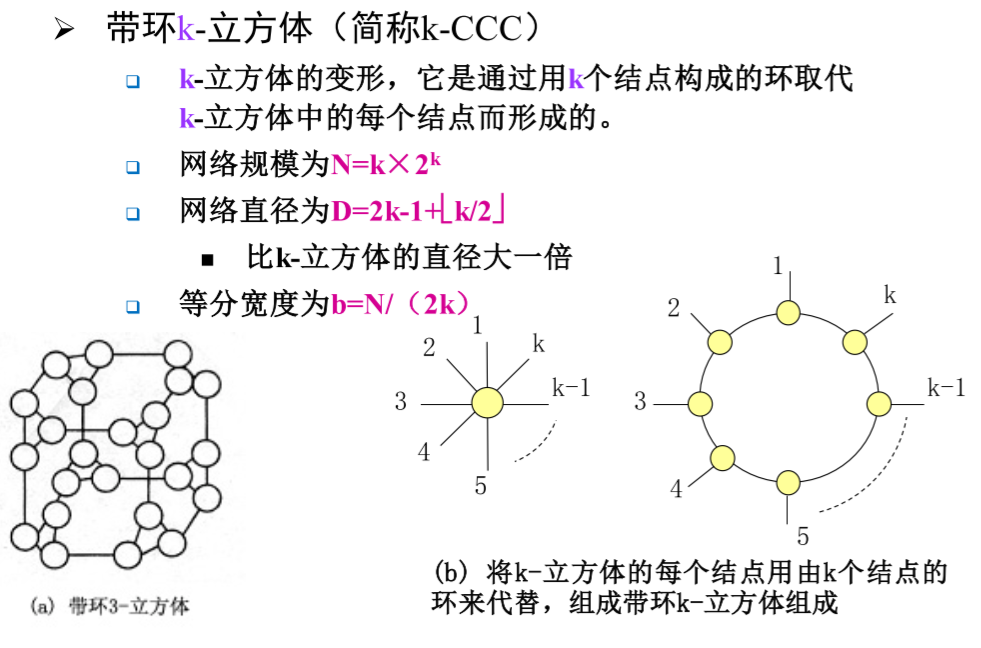 ➢ 带环k-立方体（简称k-CCC）
❑ k-立方体的变形，它是通过用k个结点构成的环取代
k-立方体中的每个结点而形成的。
❑ 网络规模为N=k×2ᵏ
❑ 网络直径为D=2k-1+⌊k/2⌋
■ 比k-立方体的直径大一倍
❑ 等分宽度为b=N/（2k）
1
2
k
3
k-1
4
5
1
2
k
3
k-1
4
5
(a) 带环3-立方体
(b) 将k-立方体的每个结点用由k个结点的
环来代替，组成带环k-立方体组成